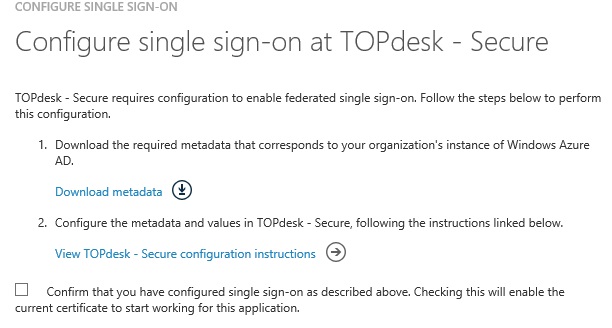 CONFIGURE SINGLE SIGN-ON
Configure single sign-on at TOPdesk - Secure
TOPdesk - Secure requires configuration to enable federated single sign-on. Follow the steps below to perform
this configuration.
1. Download the required metadata that corresponds to your organization's instance of Windows Azure
AD.
Download metadata
2. Configure the metadata and values in TOPdesk - Secure, following the instructions linked below.
View TOPdesk - Secure configuration instructions
Confirm that you have configured single sign-on as described above. Checking this will enable the
current certificate to start working for this application.